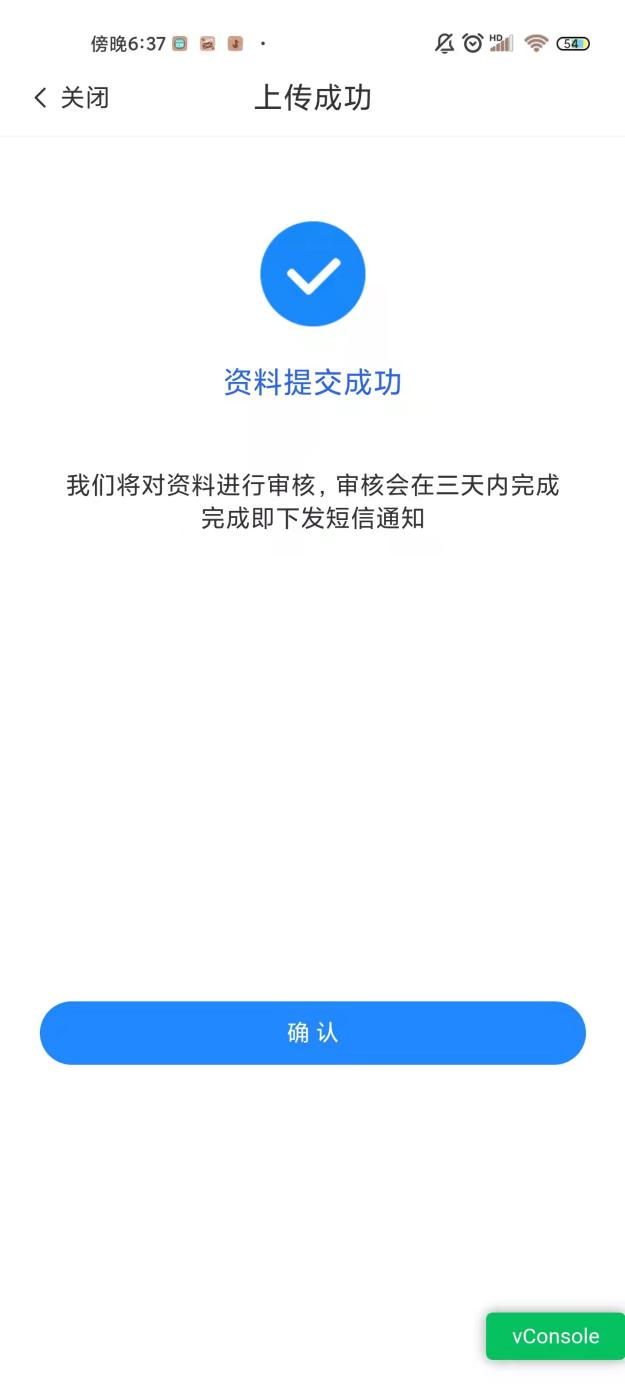 傍晚6:37
HD
54
关闭
上传成功
资料提交成功
我们将对资料进行审核，审核会在三天内完成
完成即下发短信通知
确认
vConsole